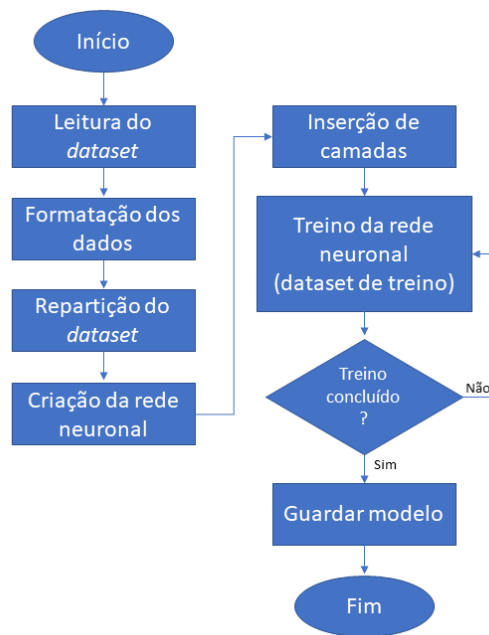 Início
Leitura do
dataset
Formatação dos
dados
Repartição do
dataset
Criação da rede
neuronal
Inserção de
camadas
Treino da rede
neuronal
(dataset de treino)
Treino
concluído
?
Não
Sim
Guardar modelo
Fim